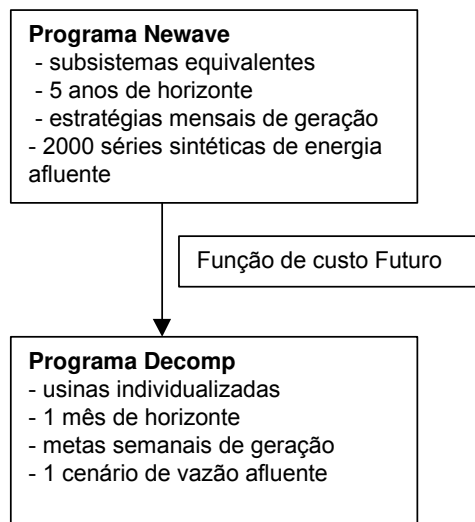 Programa Newave
- subsistemas equivalentes
- 5 anos de horizonte
- estratégias mensais de geração
- 2000 séries sintéticas de energia
afluente
Função de custo Futuro
Programa Decomp
- usinas individualizadas
- 1 mês de horizonte
- metas semanais de geração
- 1 cenário de vazão afluente